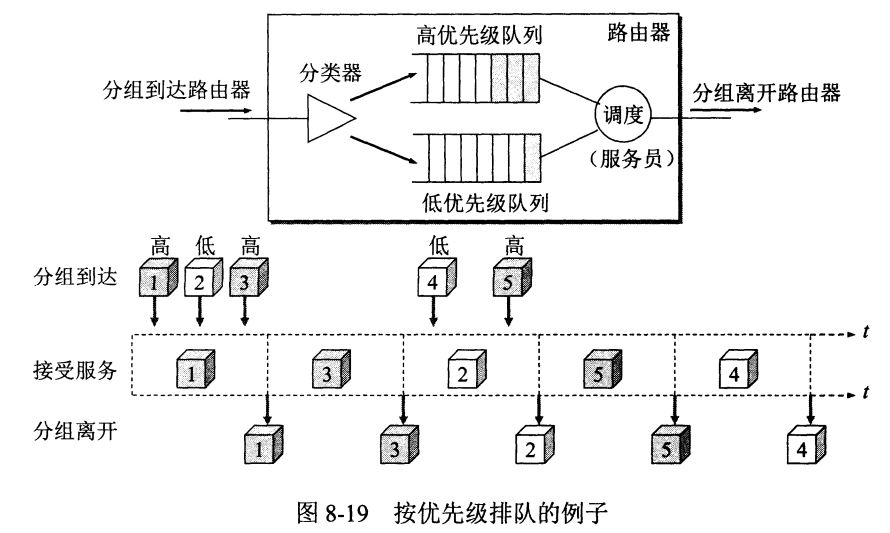 高优先级队列
路由器
分类器
分组到达路由器
调度
分组离开路由器
（服务员）
低优先级队列
高 低 高 低 高
分组到达 1 2 3 4 5
t
接受服务 1 3 2 5 4
t
分组离开 1 3 2 5 4
图 8-19 按优先级排队的例子